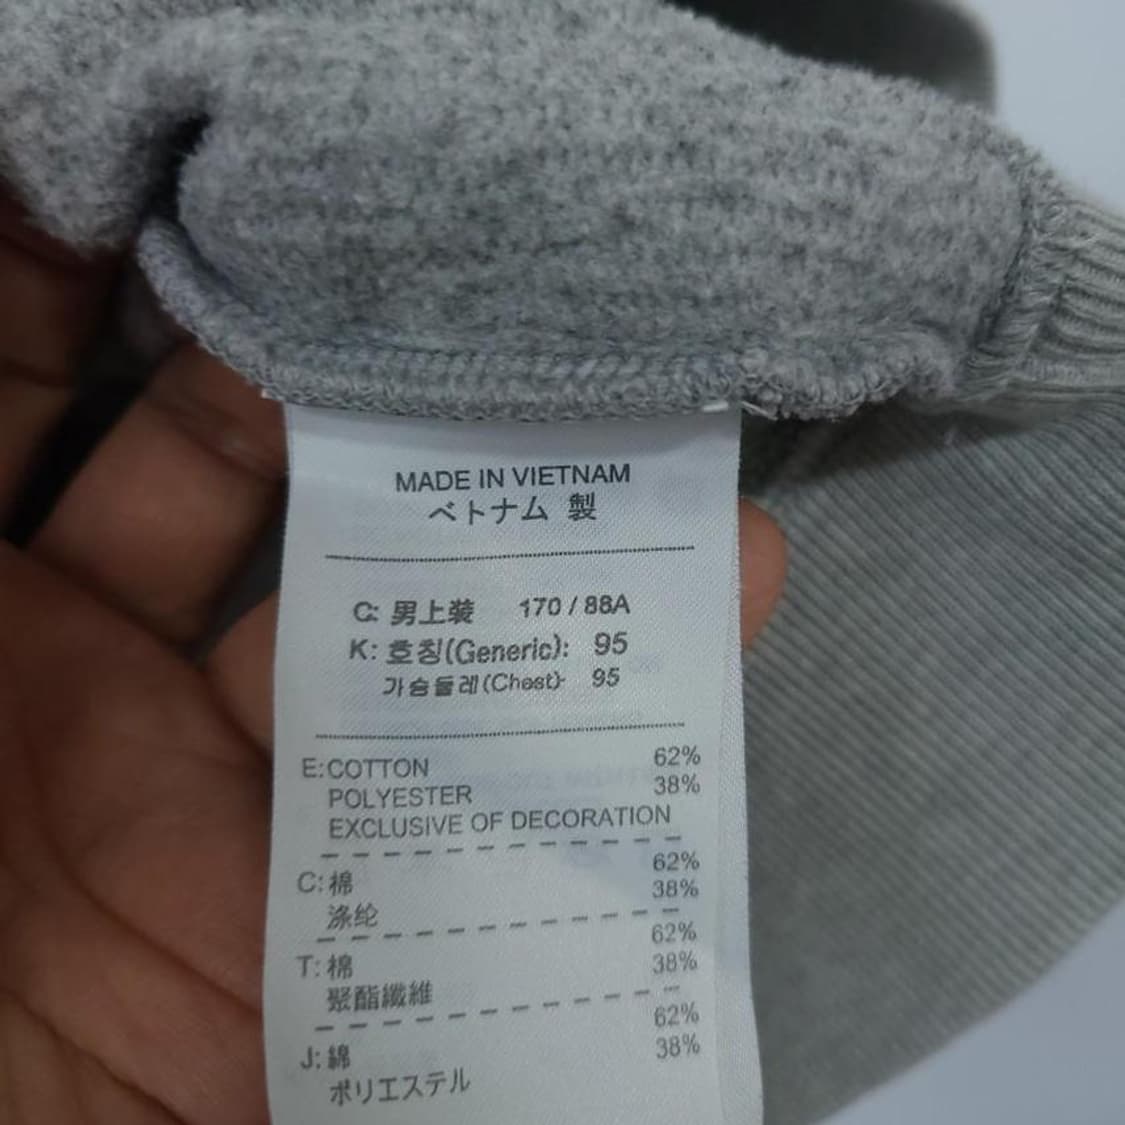 MADE IN VIETNAM
ベトナム 製
C: 男上装 170 / 88A
K: 호칭(Generic): 95
가슴둘레(Chest): 95
E:COTTON 62%
POLYESTER 38%
EXCLUSIVE OF DECORATION
C:棉 62%
涤纶 38%
T:棉 62%
聚酯纖維 38%
J:綿 62%
ポリエステル 38%